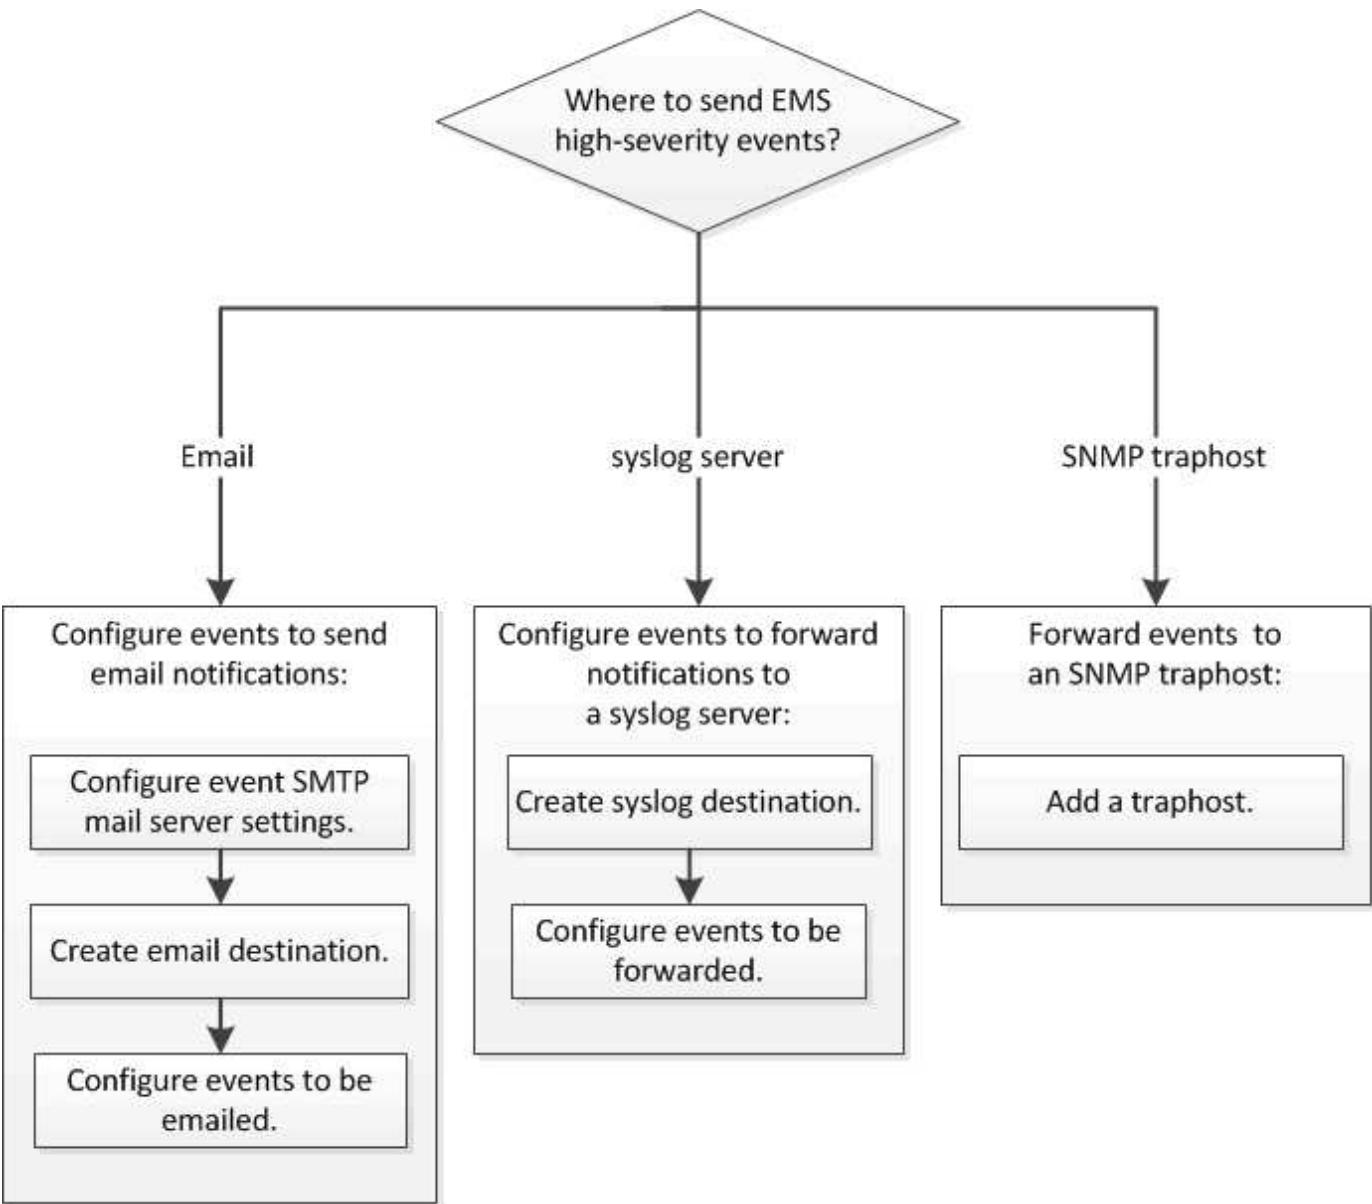 Where to send EMS
high-severity events?
Email
syslog server
SNMP traphost
Configure events to send
email notifications:
Configure event SMTP
mail server settings.
Create email destination.
Configure events to be
emailed.
Configure events to forward
notifications to
a syslog server:
Create syslog destination.
Configure events to be
forwarded.
Forward events to
an SNMP traphost:
Add a traphost.